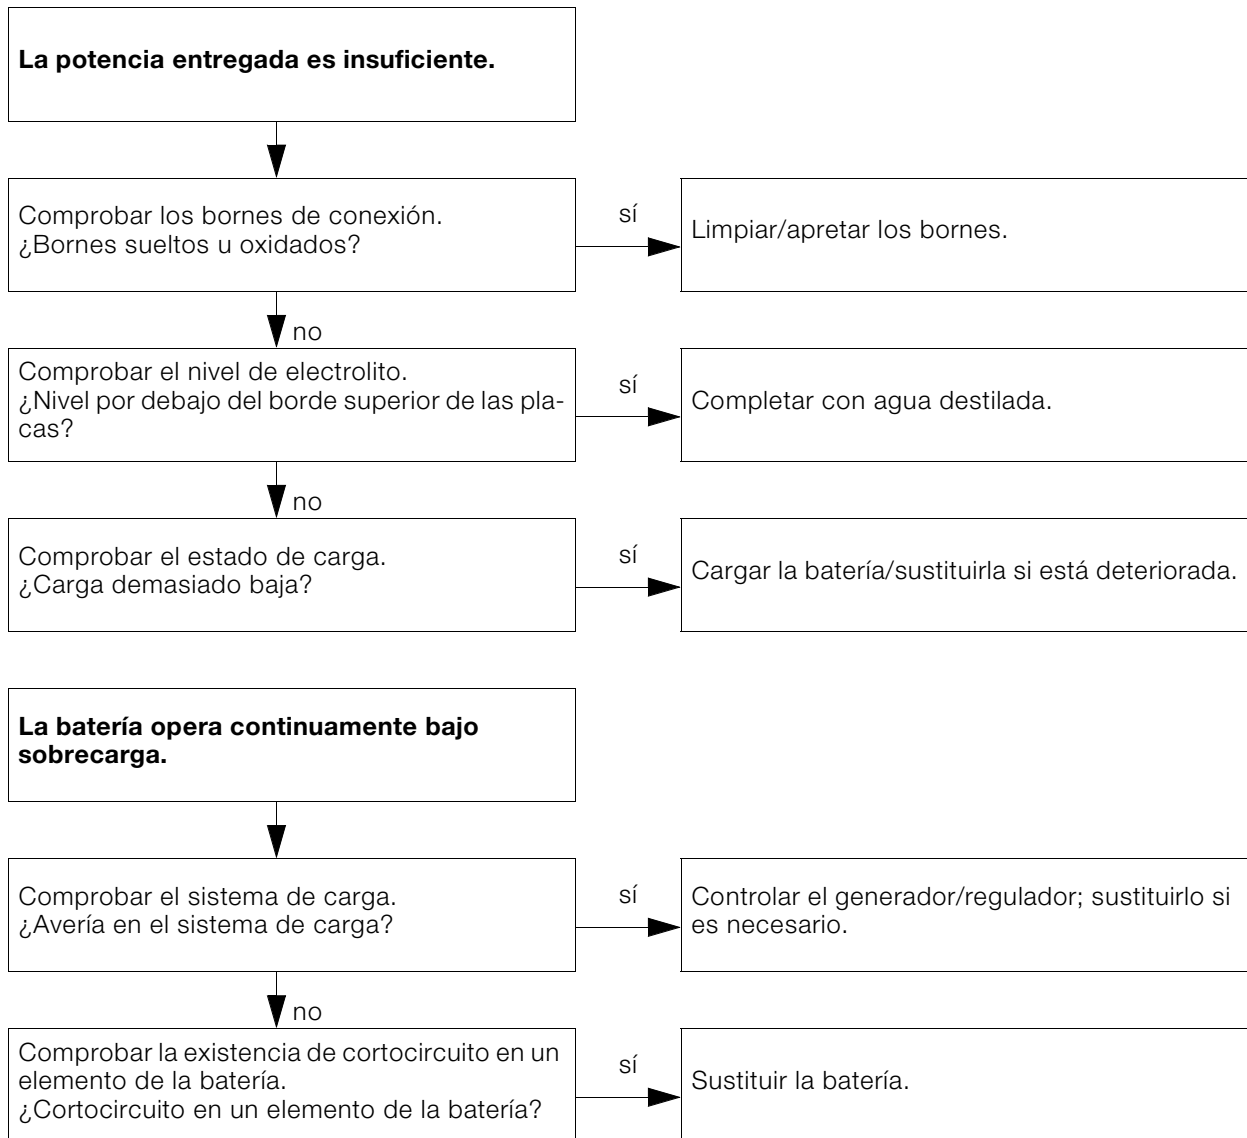 La potencia entregada es insuficiente.
Comprobar los bornes de conexión.
¿Bornes sueltos u oxidados?
sí
Limpiar/apretar los bornes.
no
Comprobar el nivel de electrolito.
¿Nivel por debajo del borde superior de las pla-
cas?
sí
Completar con agua destilada.
no
Comprobar el estado de carga.
¿Carga demasiado baja?
sí
Cargar la batería/sustituirla si está deteriorada.
La batería opera continuamente bajo
sobrecarga.
Comprobar el sistema de carga.
¿Avería en el sistema de carga?
sí
Controlar el generador/regulador; sustituirlo si
es necesario.
no
Comprobar la existencia de cortocircuito en un
elemento de la batería.
¿Cortocircuito en un elemento de la batería?
sí
Sustituir la batería.